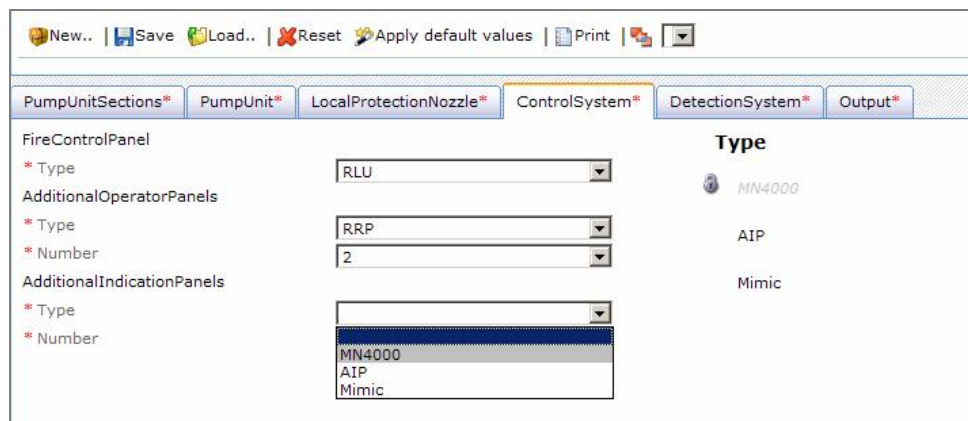 New.. | Save Load.. | Reset Apply default values | Print |
PumpUnitSections* PumpUnit* LocalProtectionNozzle* ControlSystem* DetectionSystem* Output*
FireControlPanel
* Type RLU
AdditionalOperatorPanels
* Type RRP
* Number 2
AdditionalIndicationPanels
* Type
* Number
MN4000
AIP
Mimic
Type
MN4000
AIP
Mimic